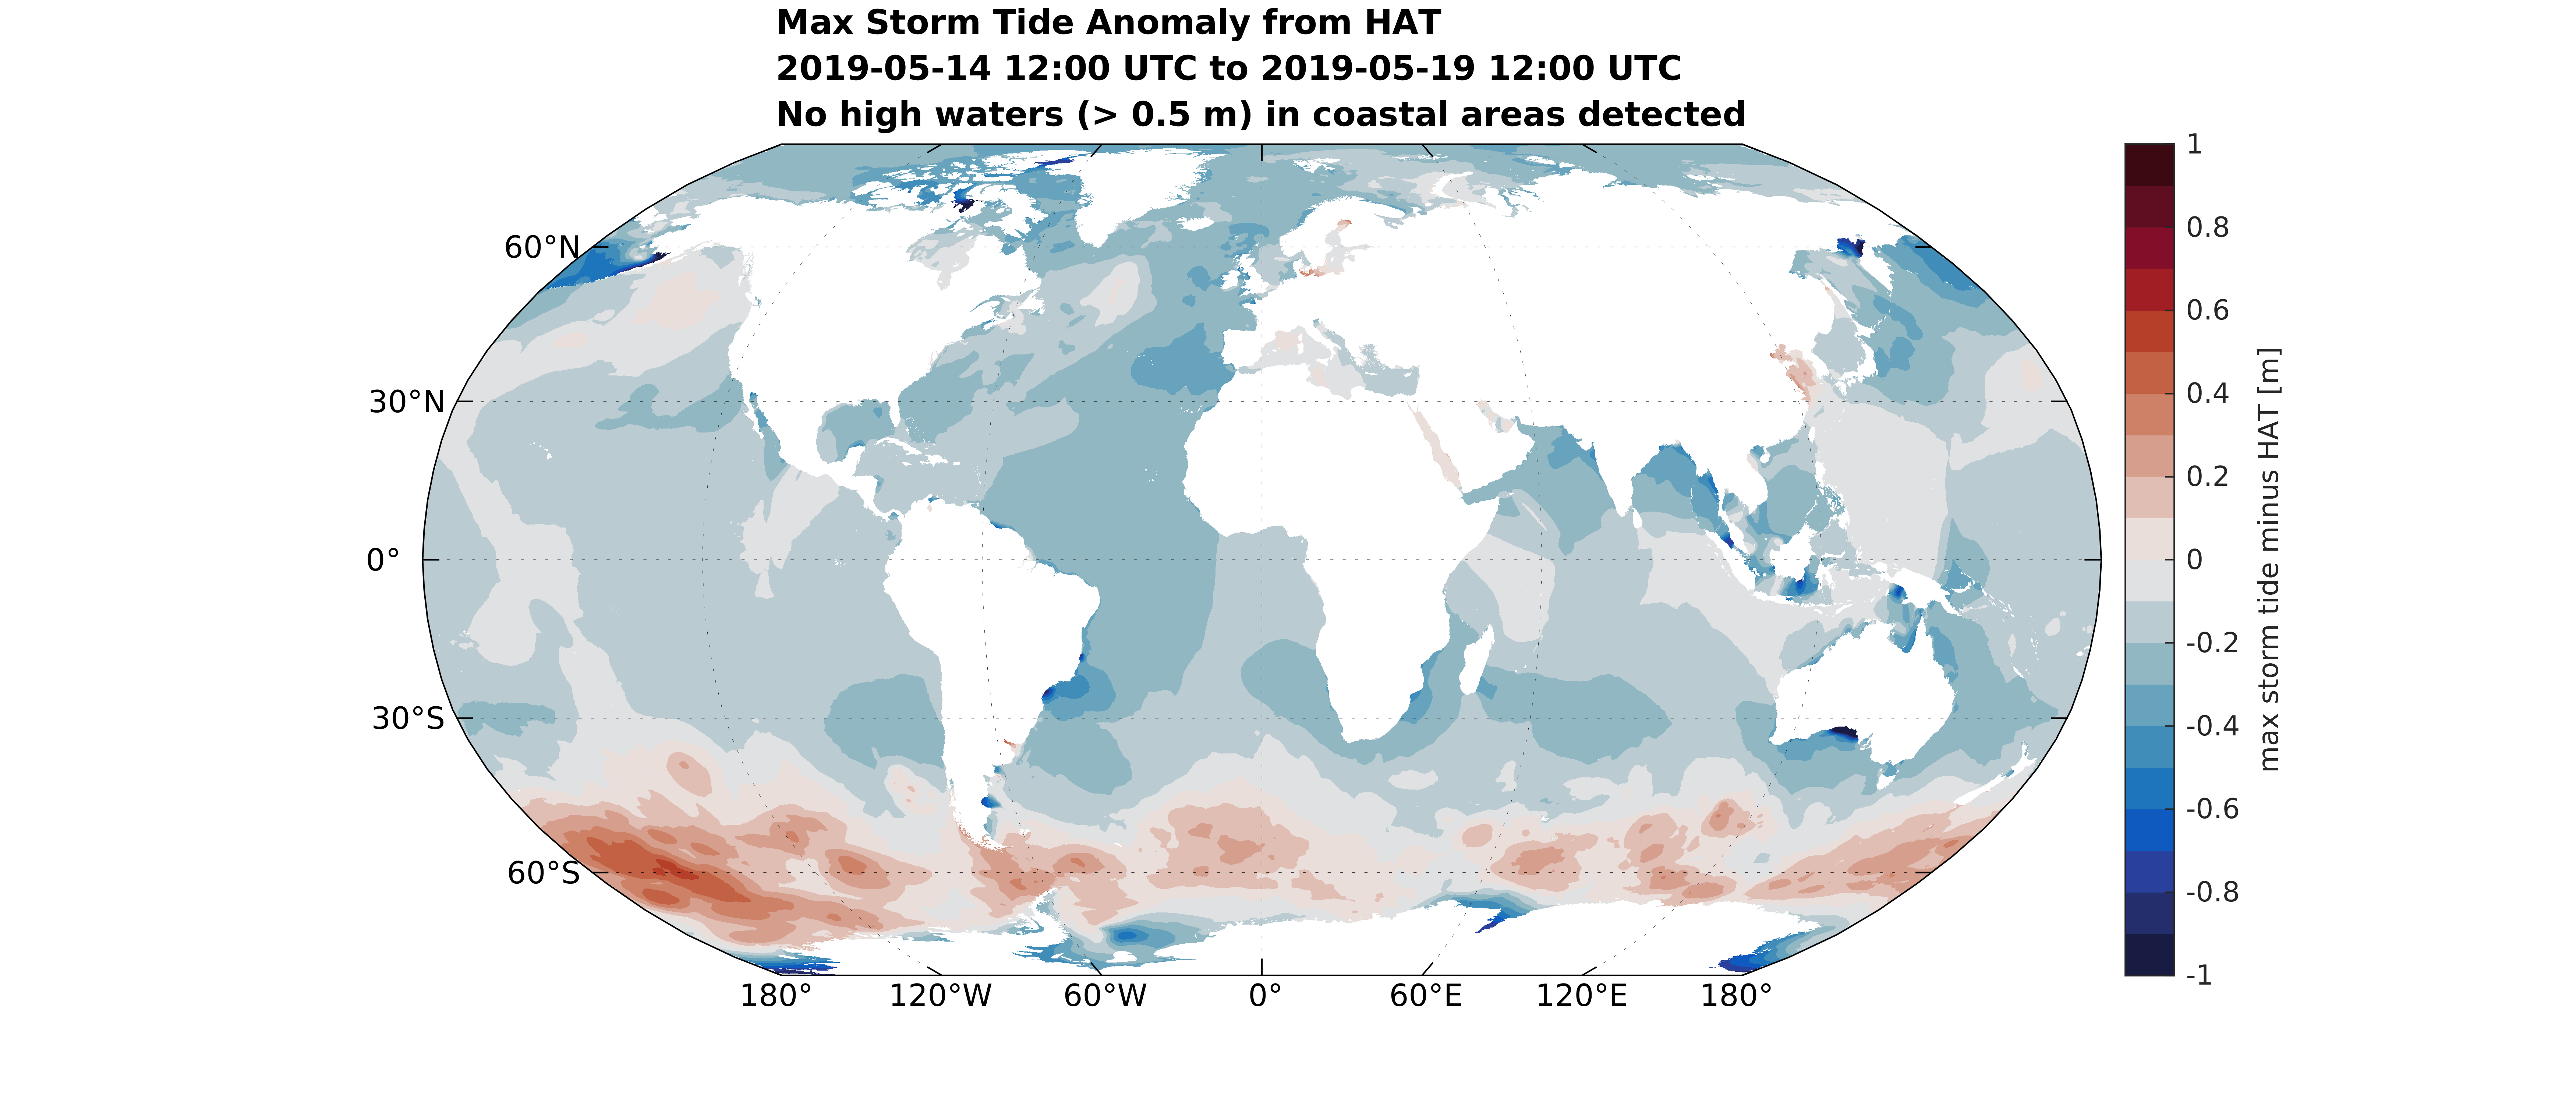 Max Storm Tide Anomaly from HAT
2019-05-14 12:00 UTC to 2019-05-19 12:00 UTC
No high waters (> 0.5 m) in coastal areas detected
60°N
30°N
0°
30°S
60°S
180°
120°W
60°W
0°
60°E
120°E
180°
1
0.8
0.6
0.4
0.2
0
-0.2
-0.4
-0.6
-0.8
-1
max storm tide minus HAT [m]